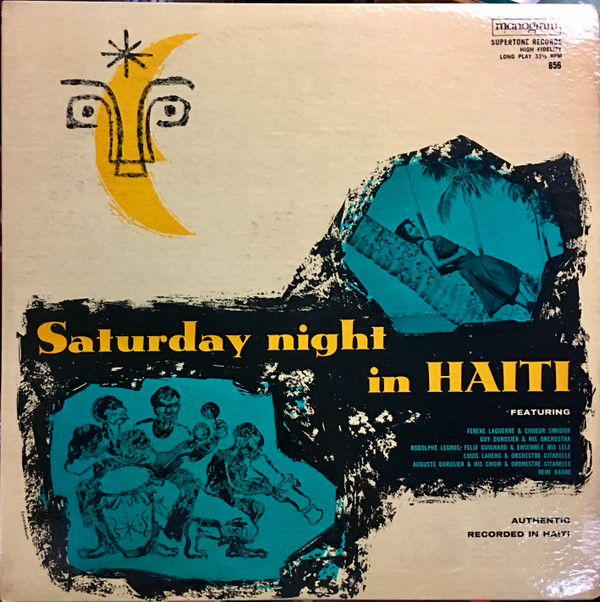 monogram
SUPERTONE RECORDS
HIGH FIDELITY
LONG PLAY 33⅓ RPM
856
Saturday night
in HAITI
FEATURING
FERERE LAGUERRE & CHOEUR SIMIDOR
GUY DUROSIER & HIS ORCHESTRA
RODOLPHE LEGROS; FELIX GUIGNARD & ENSEMBLE IBO LELE
LOUIS LAHENS & ORCHESTRE CITADELLE
AUGUSTE DUROSIER & HIS CHOIR & ORCHESTRE CITADELLE
RENE DAUNE
AUTHENTIC
RECORDED IN HAITI